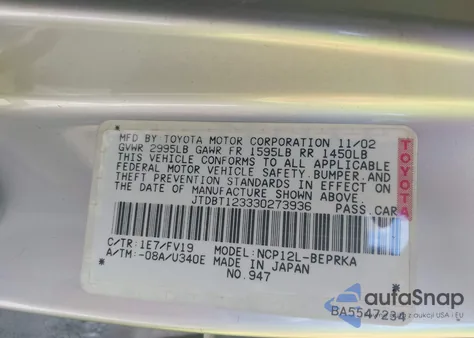 MFD BY TOYOTA MOTOR CORPORATION 11/02
GVWR 2995LB GAWR FR 1595LB RR 1450LB
THIS VEHICLE CONFORMS TO ALL APPLICABLE
FEDERAL MOTOR VEHICLE SAFETY, BUMPER, AND
THEFT PREVENTION STANDARDS IN EFFECT ON
THE DATE OF MANUFACTURE SHOWN ABOVE.
JTDBT123330273936 PASS.CAR
TOYOTA
C/TR: 1E7/FV19 MODEL: NCP12L-BEPRKA
A/TM: -08A/U340E MADE IN JAPAN
NO. 947
BA5547234
autoSnap